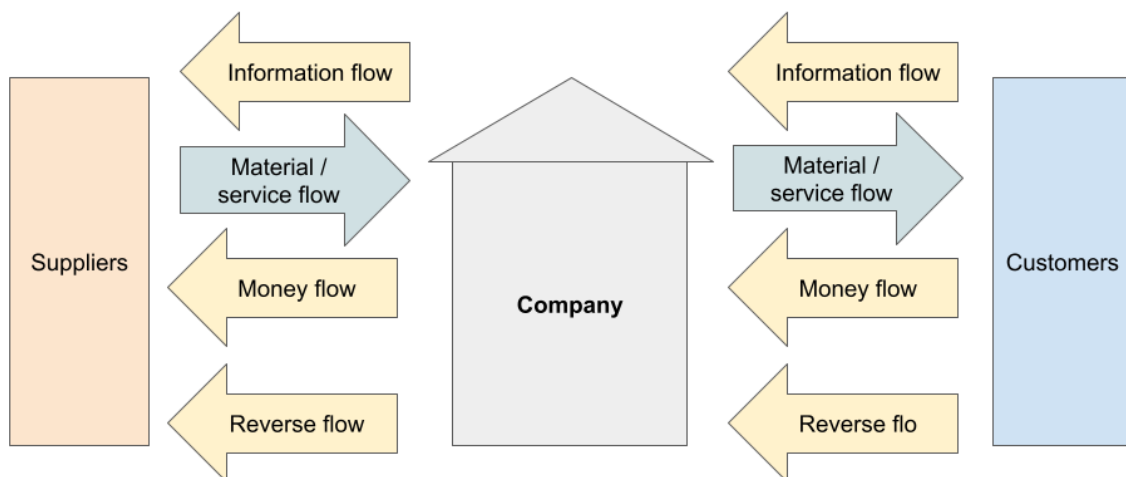 Information flow
Information flow
Material /
service flow
Material /
service flow
Suppliers
Customers
Money flow
Company
Money flow
Reverse flow
Reverse flo